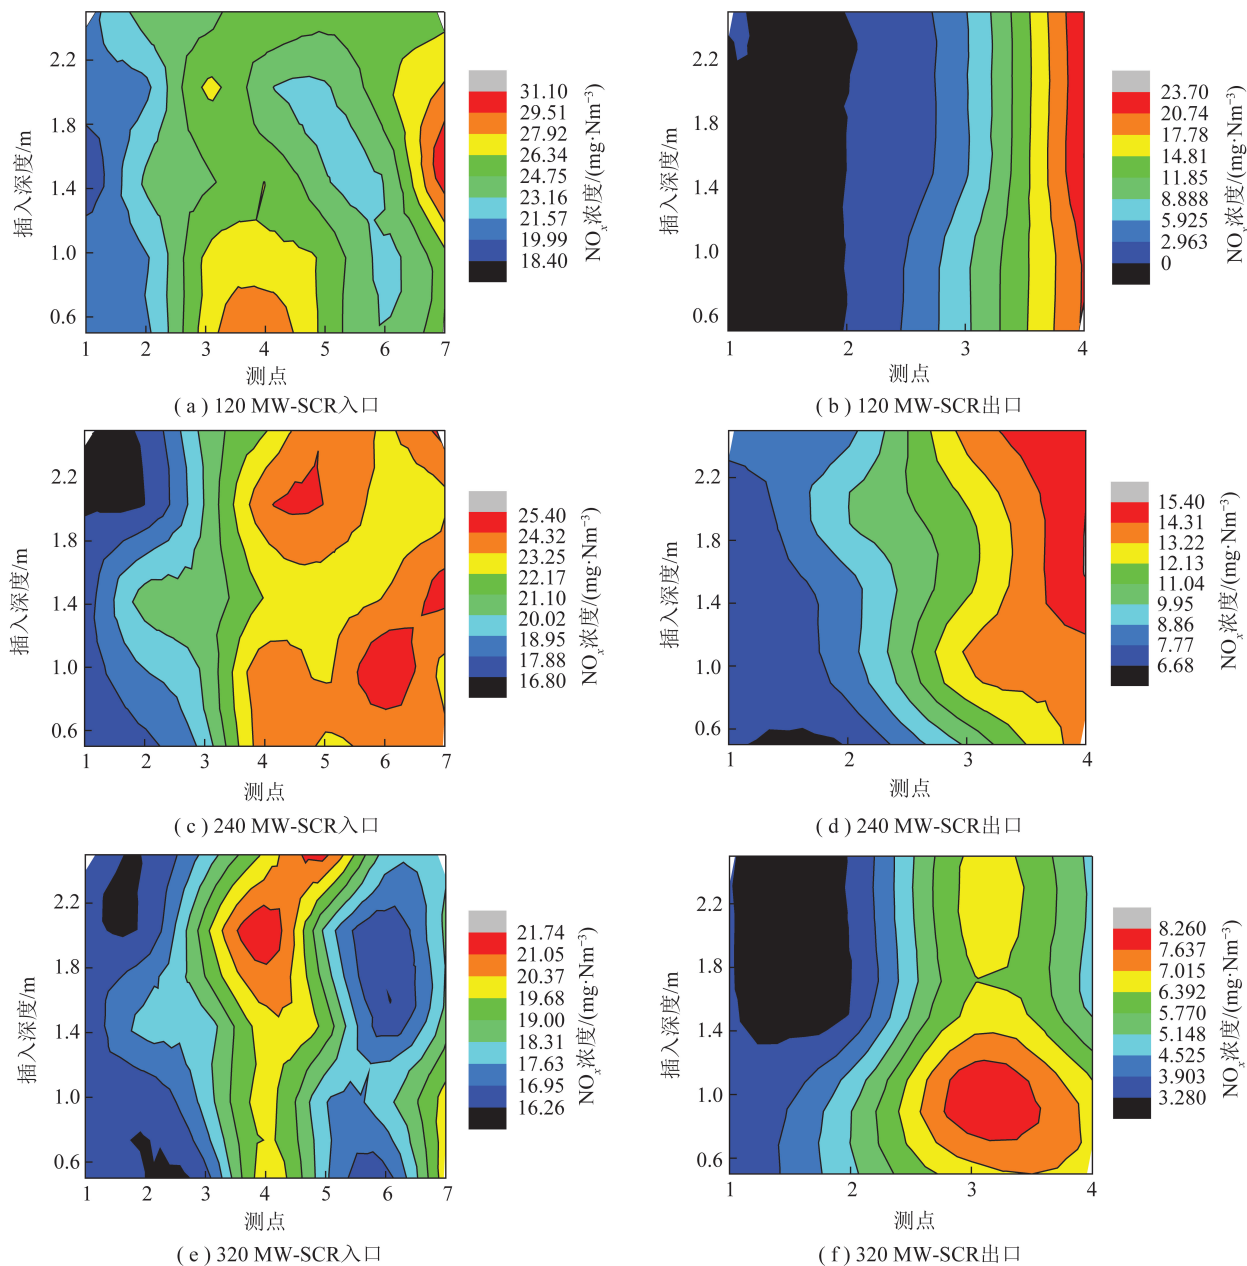 2.2
1.8
1.4
1.0
0.6
插入深度/m
1 2 3 4 5 6 7
测点
31.10
29.51
27.92
26.34
24.75
23.16
21.57
19.99
18.40
NOx浓度/(mg·Nm⁻³)
( a ) 120 MW-SCR入口
2.2
1.8
1.4
1.0
0.6
插入深度/m
1 2 3 4
测点
23.70
20.74
17.78
14.81
11.85
8.888
5.925
2.963
0
NOx浓度/(mg·Nm⁻³)
( b ) 120 MW-SCR出口
2.2
1.8
1.4
1.0
0.6
插入深度/m
1 2 3 4 5 6 7
测点
25.40
24.32
23.25
22.17
21.10
20.02
18.95
17.88
16.80
NOx浓度/(mg·Nm⁻³)
( c ) 240 MW-SCR入口
2.2
1.8
1.4
1.0
0.6
插入深度/m
1 2 3 4
测点
15.40
14.31
13.22
12.13
11.04
9.95
8.86
7.77
6.68
NOx浓度/(mg·Nm⁻³)
( d ) 240 MW-SCR出口
2.2
1.8
1.4
1.0
0.6
插入深度/m
1 2 3 4 5 6 7
测点
21.74
21.05
20.37
19.68
19.00
18.31
17.63
16.95
16.26
NOx浓度/(mg·Nm⁻³)
( e ) 320 MW-SCR入口
2.2
1.8
1.4
1.0
0.6
插入深度/m
1 2 3 4
测点
8.260
7.637
7.015
6.392
5.770
5.148
4.525
3.903
3.280
NOx浓度/(mg·Nm⁻³)
( f ) 320 MW-SCR出口